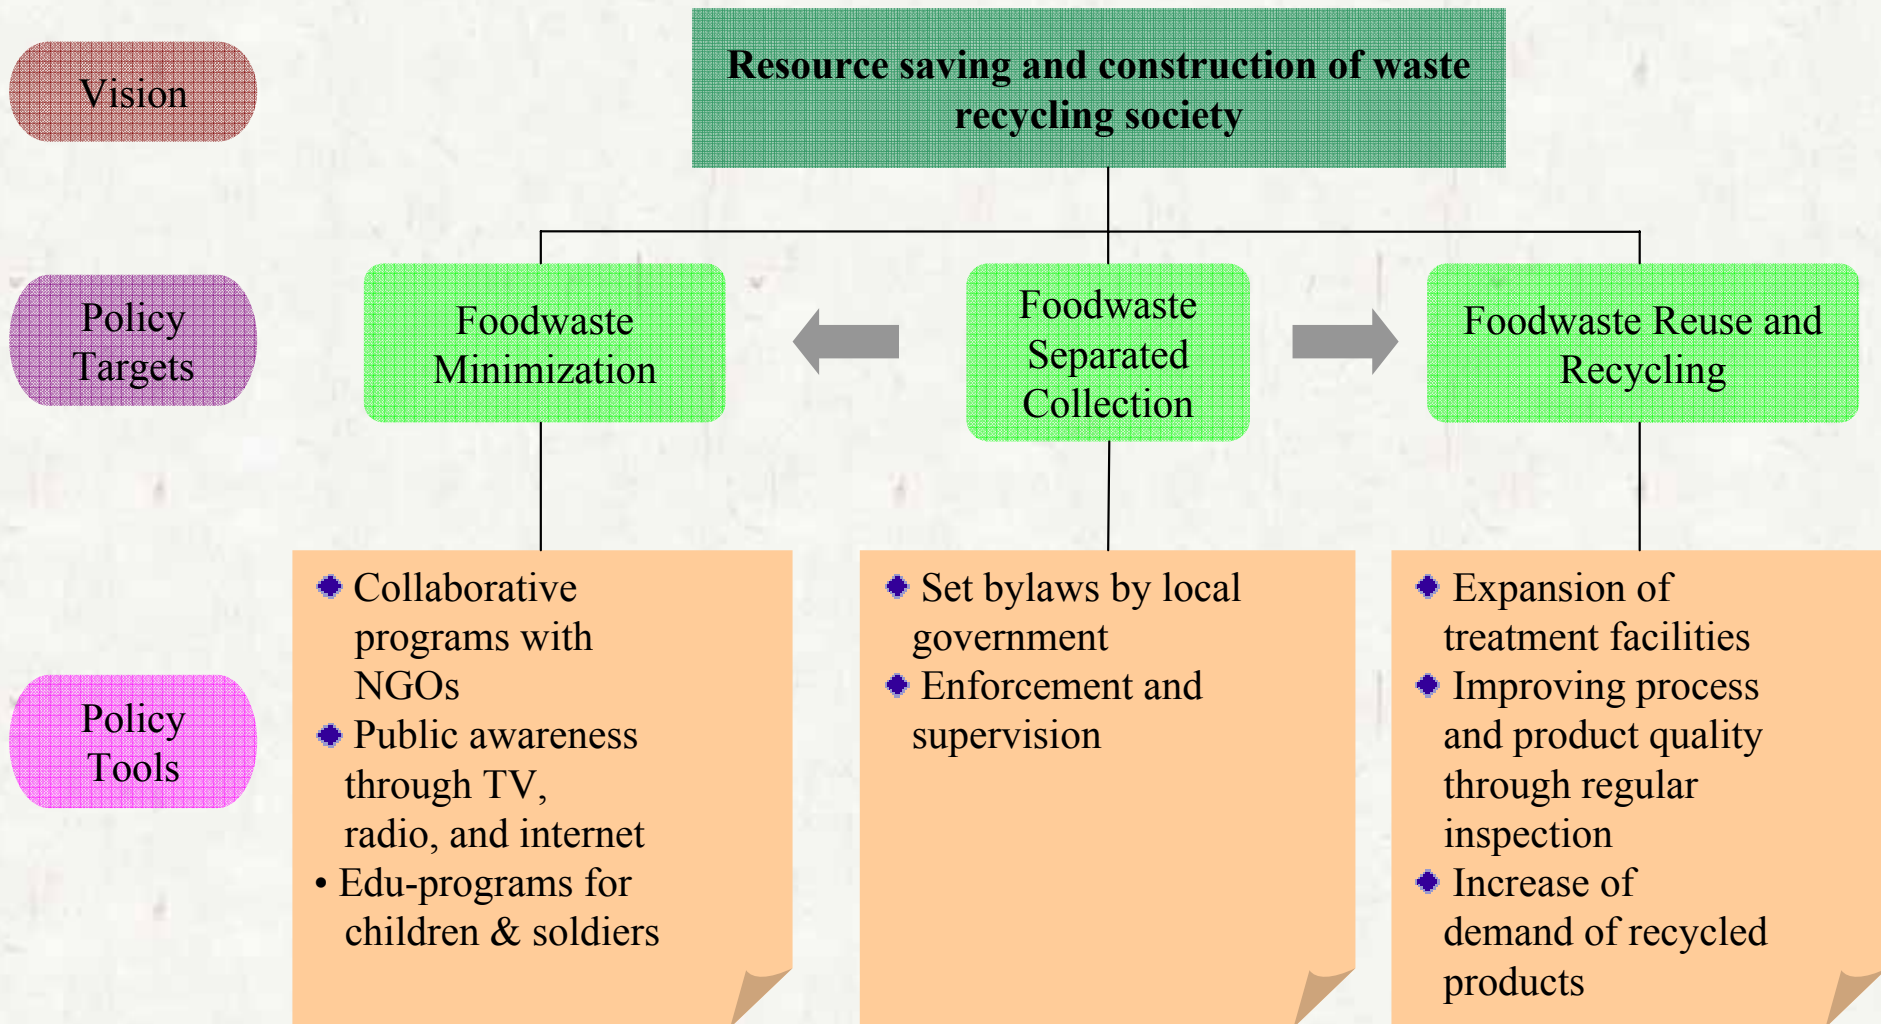 Vision
Resource saving and construction of waste
recycling society
Policy
Targets
Foodwaste
Minimization
Foodwaste
Separated
Collection
Foodwaste Reuse and
Recycling
Policy
Tools
Collaborative
programs with
NGOs
Public awareness
through TV,
radio, and internet
• Edu-programs for
children & soldiers
Set bylaws by local
government
Enforcement and
supervision
Expansion of
treatment facilities
Improving process
and product quality
through regular
inspection
Increase of
demand of recycled
products